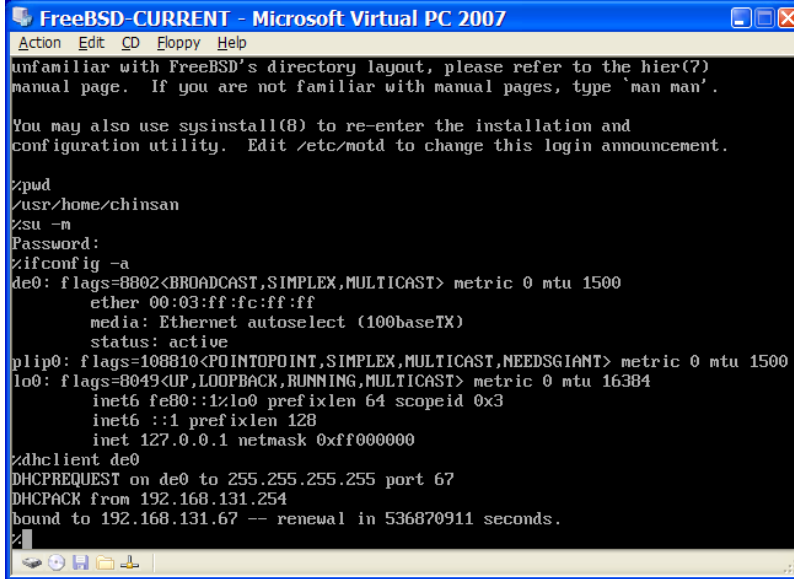 FreeBSD-CURRENT - Microsoft Virtual PC 2007
Action Edit CD Floppy Help
unfamiliar with FreeBSD's directory layout, please refer to the hier(7)
manual page.  If you are not familiar with manual pages, type `man man'.
You may also use sysinstall(8) to re-enter the installation and
configuration utility.  Edit /etc/motd to change this login announcement.
%pwd
/usr/home/chinsan
%su -m
Password:
%ifconfig -a
de0: flags=8802<BROADCAST,SIMPLEX,MULTICAST> metric 0 mtu 1500
        ether 00:03:ff:fc:ff:ff
        media: Ethernet autoselect (100baseTX)
        status: active
plip0: flags=108810<POINTOPOINT,SIMPLEX,MULTICAST,NEEDSGIANT> metric 0 mtu 1500
lo0: flags=8049<UP,LOOPBACK,RUNNING,MULTICAST> metric 0 mtu 16384
        inet6 fe80::1%lo0 prefixlen 64 scopeid 0x3
        inet6 ::1 prefixlen 128
        inet 127.0.0.1 netmask 0xff000000
%dhclient de0
DHCPREQUEST on de0 to 255.255.255.255 port 67
DHCPACK from 192.168.131.254
bound to 192.168.131.67 -- renewal in 536870911 seconds.
%